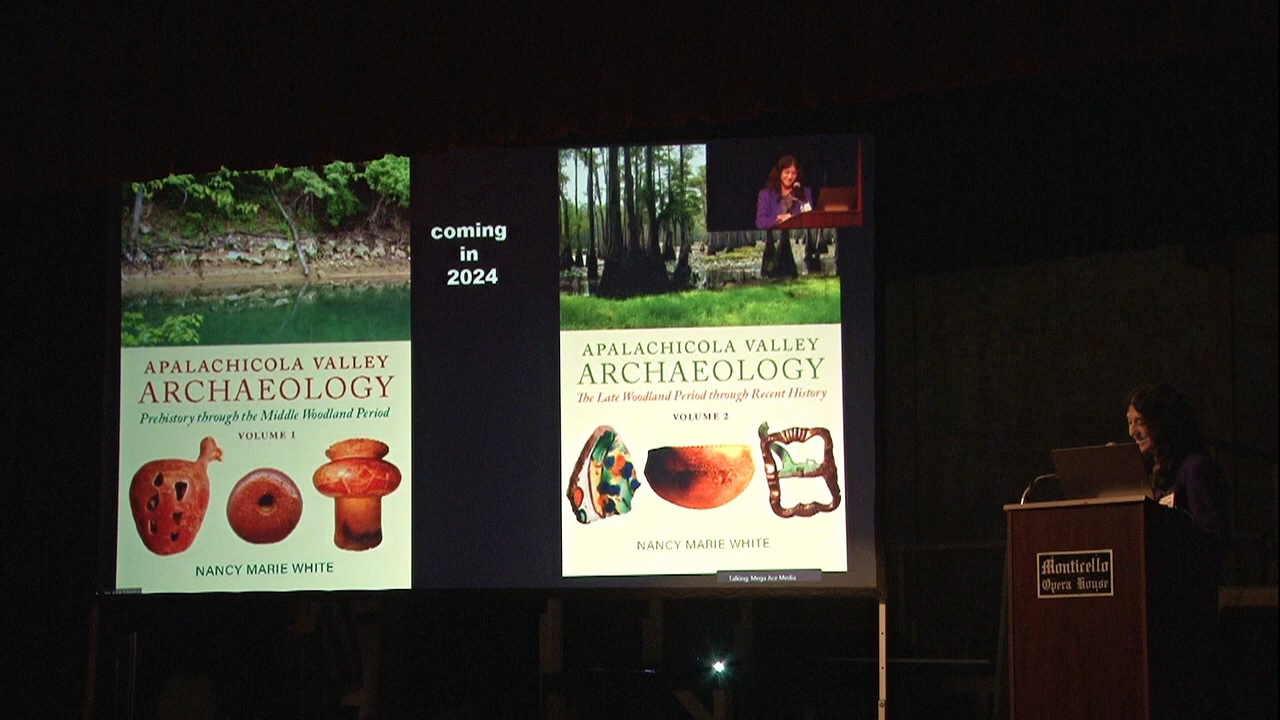 APALACHICOLA VALLEY
ARCHAEOLOGY
Prehistory through the Middle Woodland Period
VOLUME 1
NANCY MARIE WHITE
coming
in
2024
APALACHICOLA VALLEY
ARCHAEOLOGY
The Late Woodland Period through Recent History
VOLUME 2
NANCY MARIE WHITE
Talking: Mega Ace Media
Monticello
Opera House